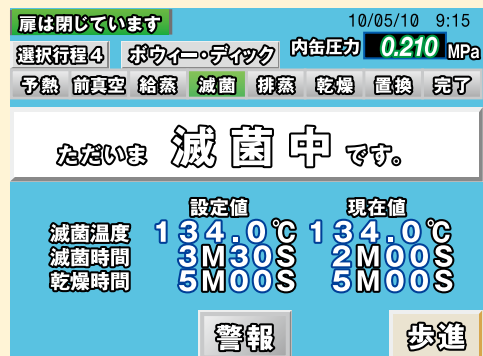 扉は閉じています 10/05/10 9:15
選択行程4 ボウィー・ディック 内缶圧力 0.210 MPa
予熱 前真空 給蒸 滅菌 排蒸 乾燥 置換 完了
ただいま 滅菌中 です。
設定値 現在値
滅菌温度 134.0℃ 134.0℃
滅菌時間 3M30S 2M00S
乾燥時間 5M00S 5M00S
警報 歩進